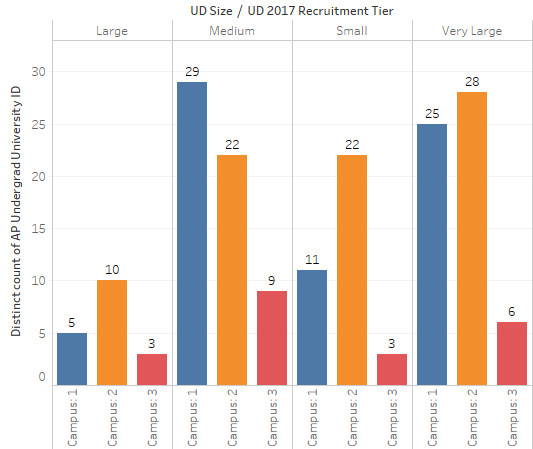 UD Size / UD 2017 Recruitment Tier
Large Medium Small Very Large
Distinct count of AP Undergrad University ID
30
25
20
15
10
5
0
5 10 3 29 22 9 11 22 3 25 28 6
Campus: 1 Campus: 2 Campus: 3 Campus: 1 Campus: 2 Campus: 3 Campus: 1 Campus: 2 Campus: 3 Campus: 1 Campus: 2 Campus: 3